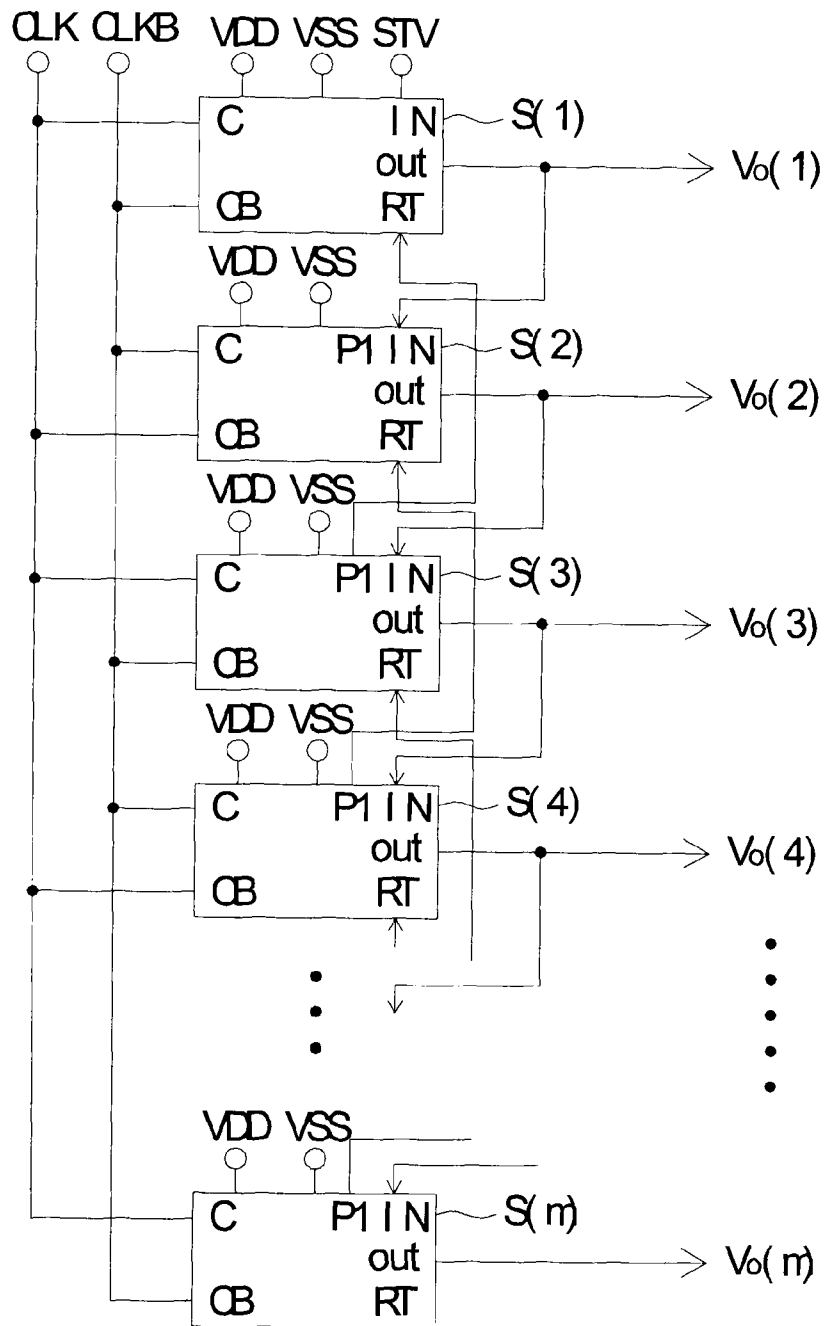 CLK CLKB VDD VSS STV
C IN S(1)
out Vo(1)
CB RT
VDD VSS
C P1 IN S(2)
out Vo(2)
CB RT
VDD VSS
C P1 IN S(3)
out Vo(3)
CB RT
VDD VSS
C P1 IN S(4)
out Vo(4)
CB RT
VDD VSS
C P1 IN S(m)
out Vo(m)
CB RT